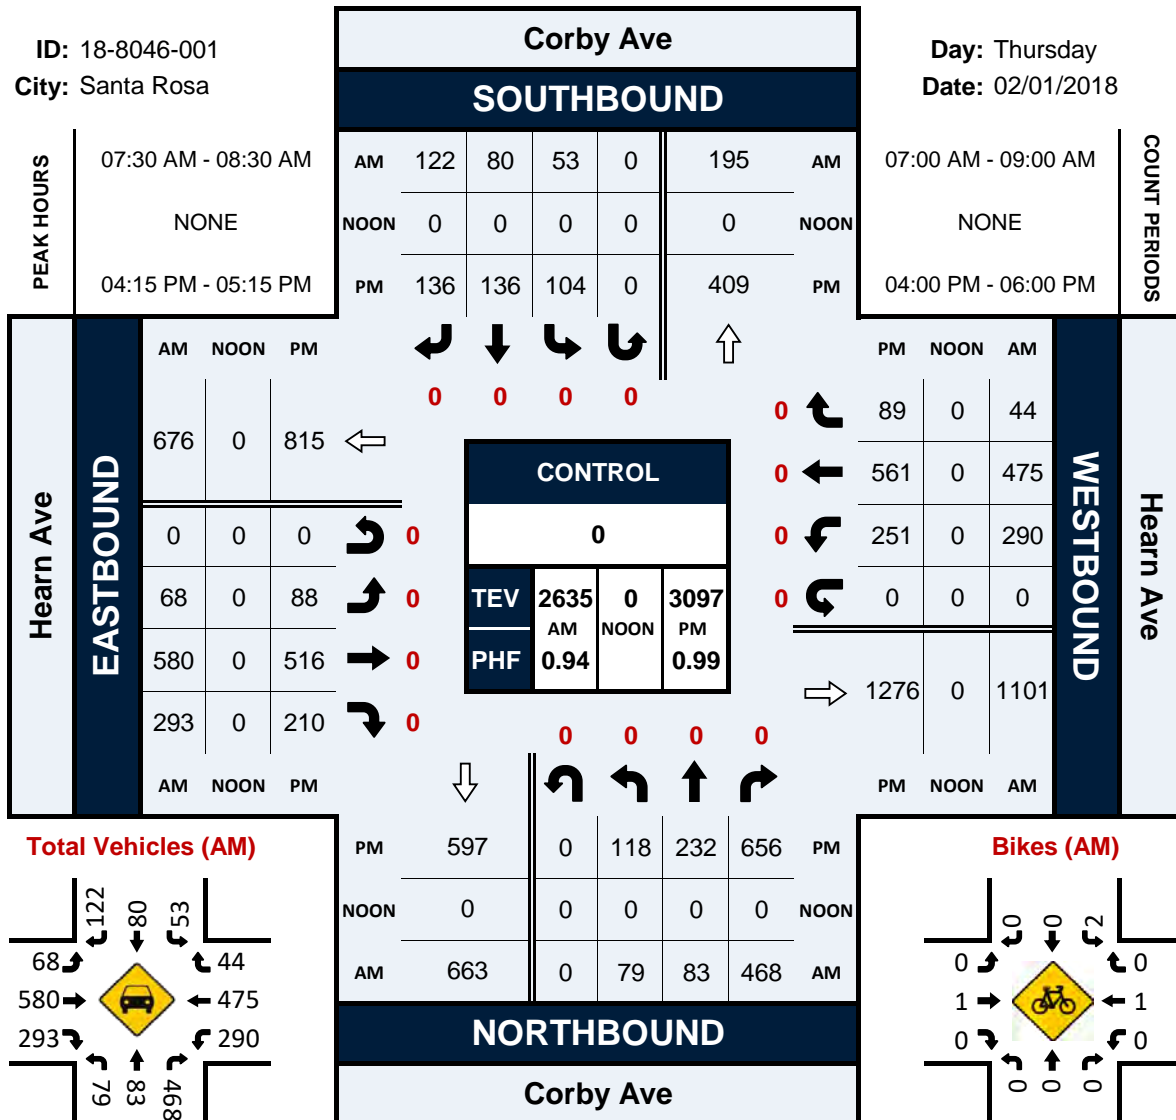 Corby Ave
ID: 18-8046-001
Day: Thursday
City: Santa Rosa
Date: 02/01/2018
SOUTHBOUND
PEAK HOURS
07:30 AM - 08:30 AM
NONE
04:15 PM - 05:15 PM
AM 122 80 53 0 195 AM
NOON 0 0 0 0 0 NOON
PM 136 136 104 0 409 PM
07:00 AM - 09:00 AM
NONE
04:00 PM - 06:00 PM
COUNT PERIODS
0 0 0 0
Hearn Ave
EASTBOUND
AM NOON PM
676 0 815
0 0 0 0
68 0 88 0
580 0 516 0
293 0 210 0
AM NOON PM
CONTROL
0
TEV 2635 0 3097
AM NOON PM
PHF 0.94 0.99
PM NOON AM
0 89 0 44
0 561 0 475
0 251 0 290
0 0 0 0
1276 0 1101
PM NOON AM
WESTBOUND
Hearn Ave
0 0 0 0
PM 597 0 118 232 656 PM
NOON 0 0 0 0 0 NOON
AM 663 0 79 83 468 AM
NORTHBOUND
Corby Ave
Total Vehicles (AM)
122 80 53
68 44
580 475
293 290
79 83 468
Bikes (AM)
0 0 2
0 0
1 1
0 0
0 0 0